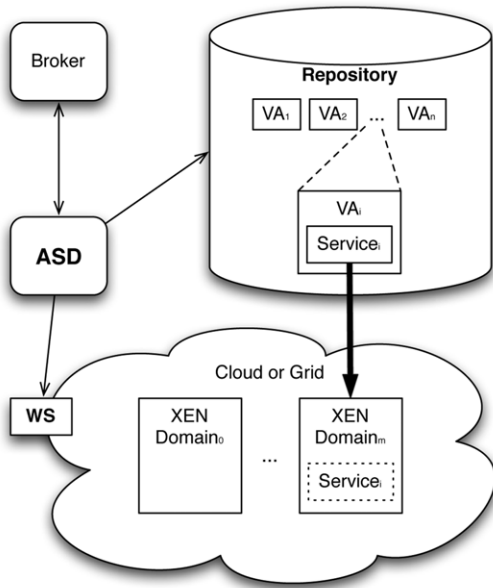 Broker
Repository
VA₁ VA₂ ... VAₙ
VAᵢ
Serviceᵢ
ASD
Cloud or Grid
WS
XEN
Domain₀
...
XEN
Domainₘ
Serviceᵢ